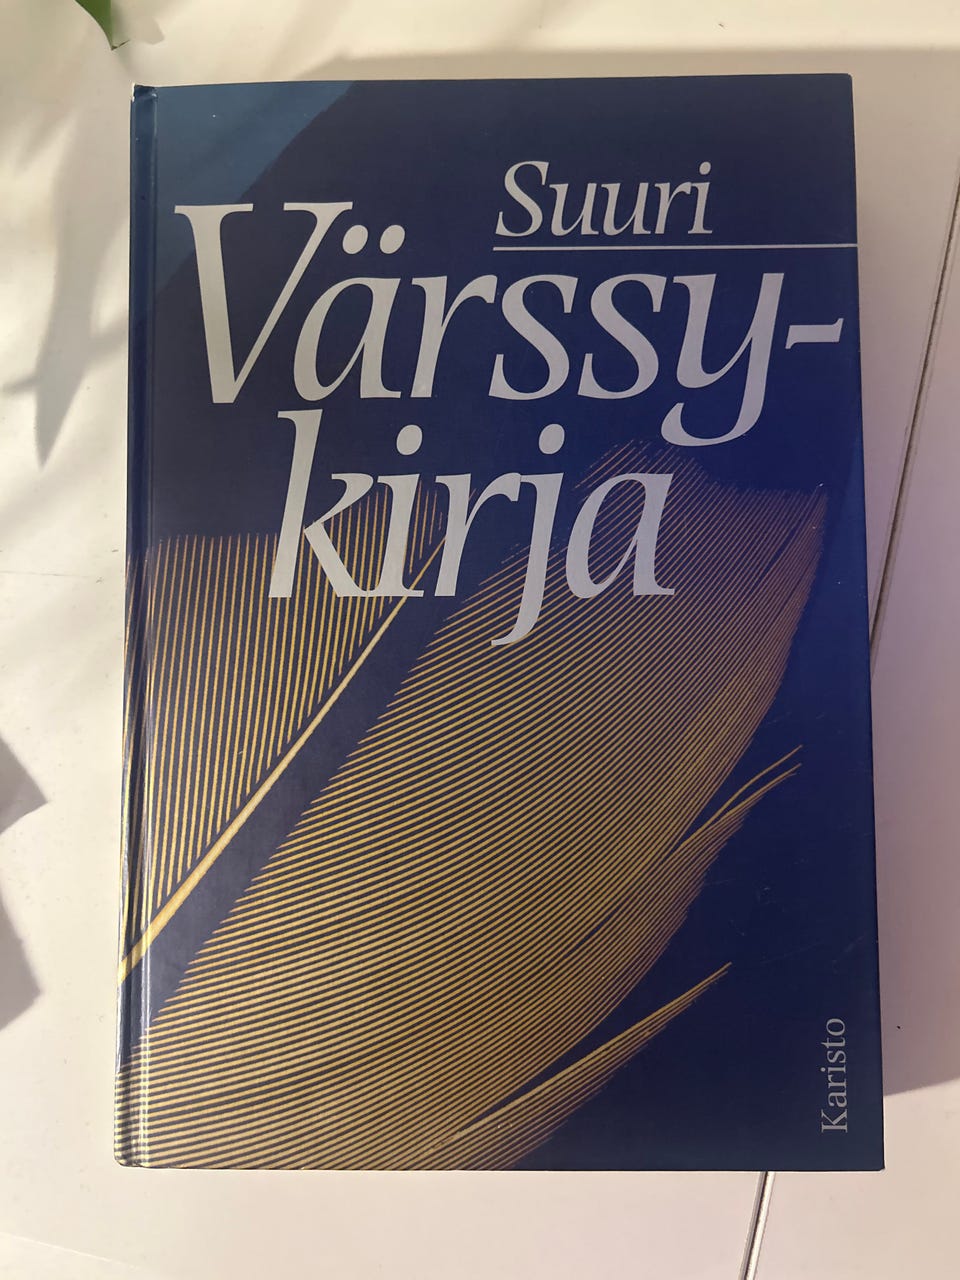 Suuri
Värssy-
kirja
Karisto